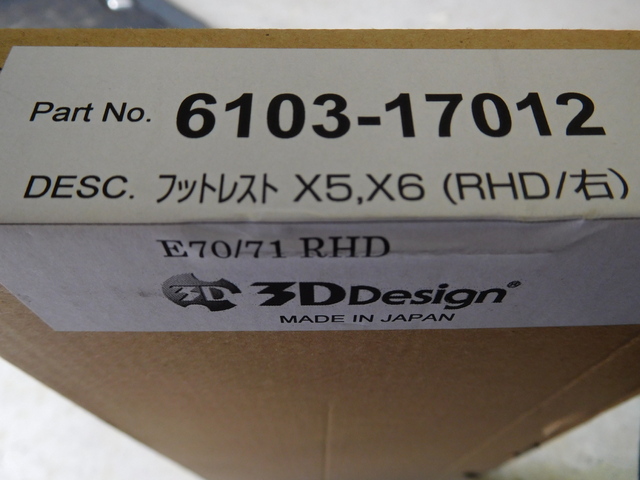 Part No. 6103-17012
DESC. フットレスト X5,X6 (RHD/右)
E70/71 RHD
3D 3DDesign®
MADE IN JAPAN